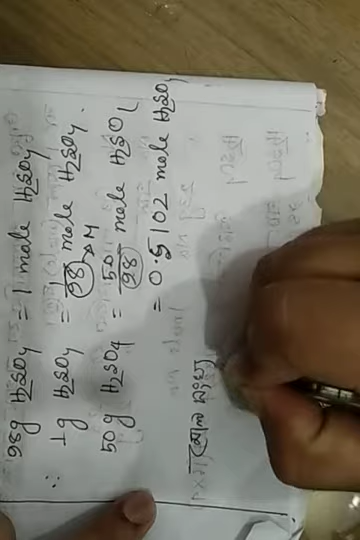 98g H2SO4 = 1 mole H2SO4
∴ 1g H2SO4 = 1/98 mole H2SO4.
→ M
50g H2SO4 = 50/98 mole H2SO4
= 0.5102 mole H2SO4